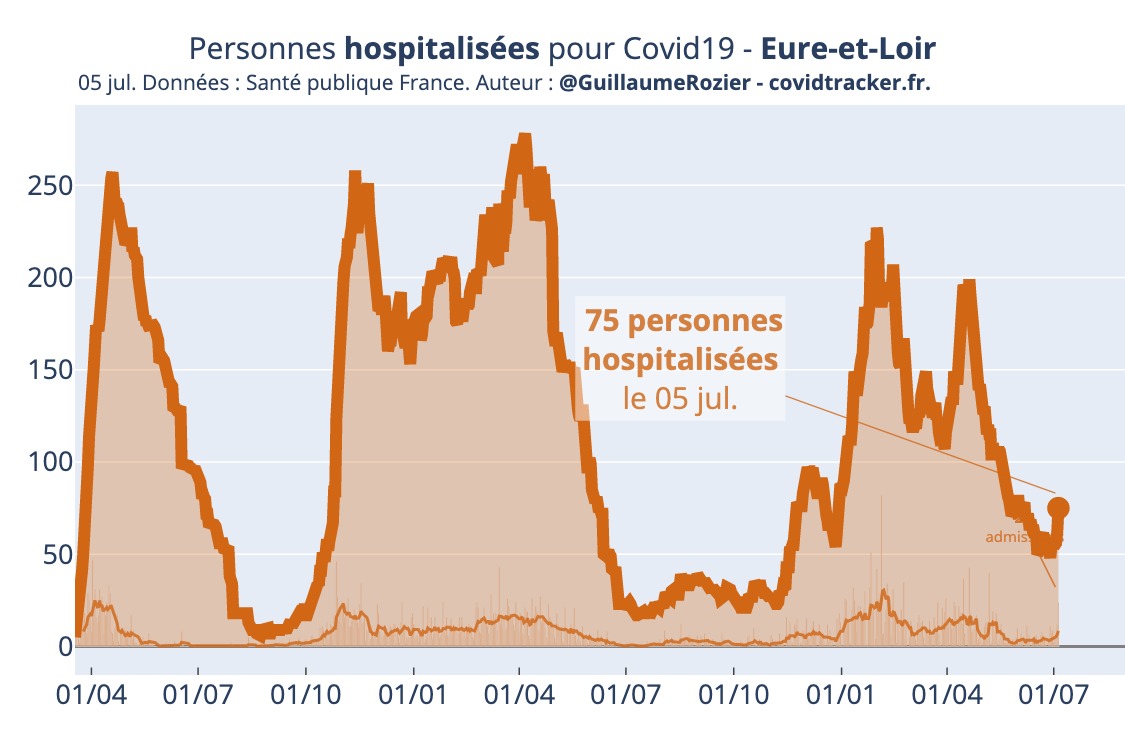 Personnes hospitalisées pour Covid19 - Eure-et-Loir
05 jul. Données : Santé publique France. Auteur : @GuillaumeRozier - covidtracker.fr.
250
200
150
100
50
0
75 personnes
hospitalisées
le 05 jul.
01/04 01/07 01/10 01/01 01/04 01/07 01/10 01/01 01/04 01/07